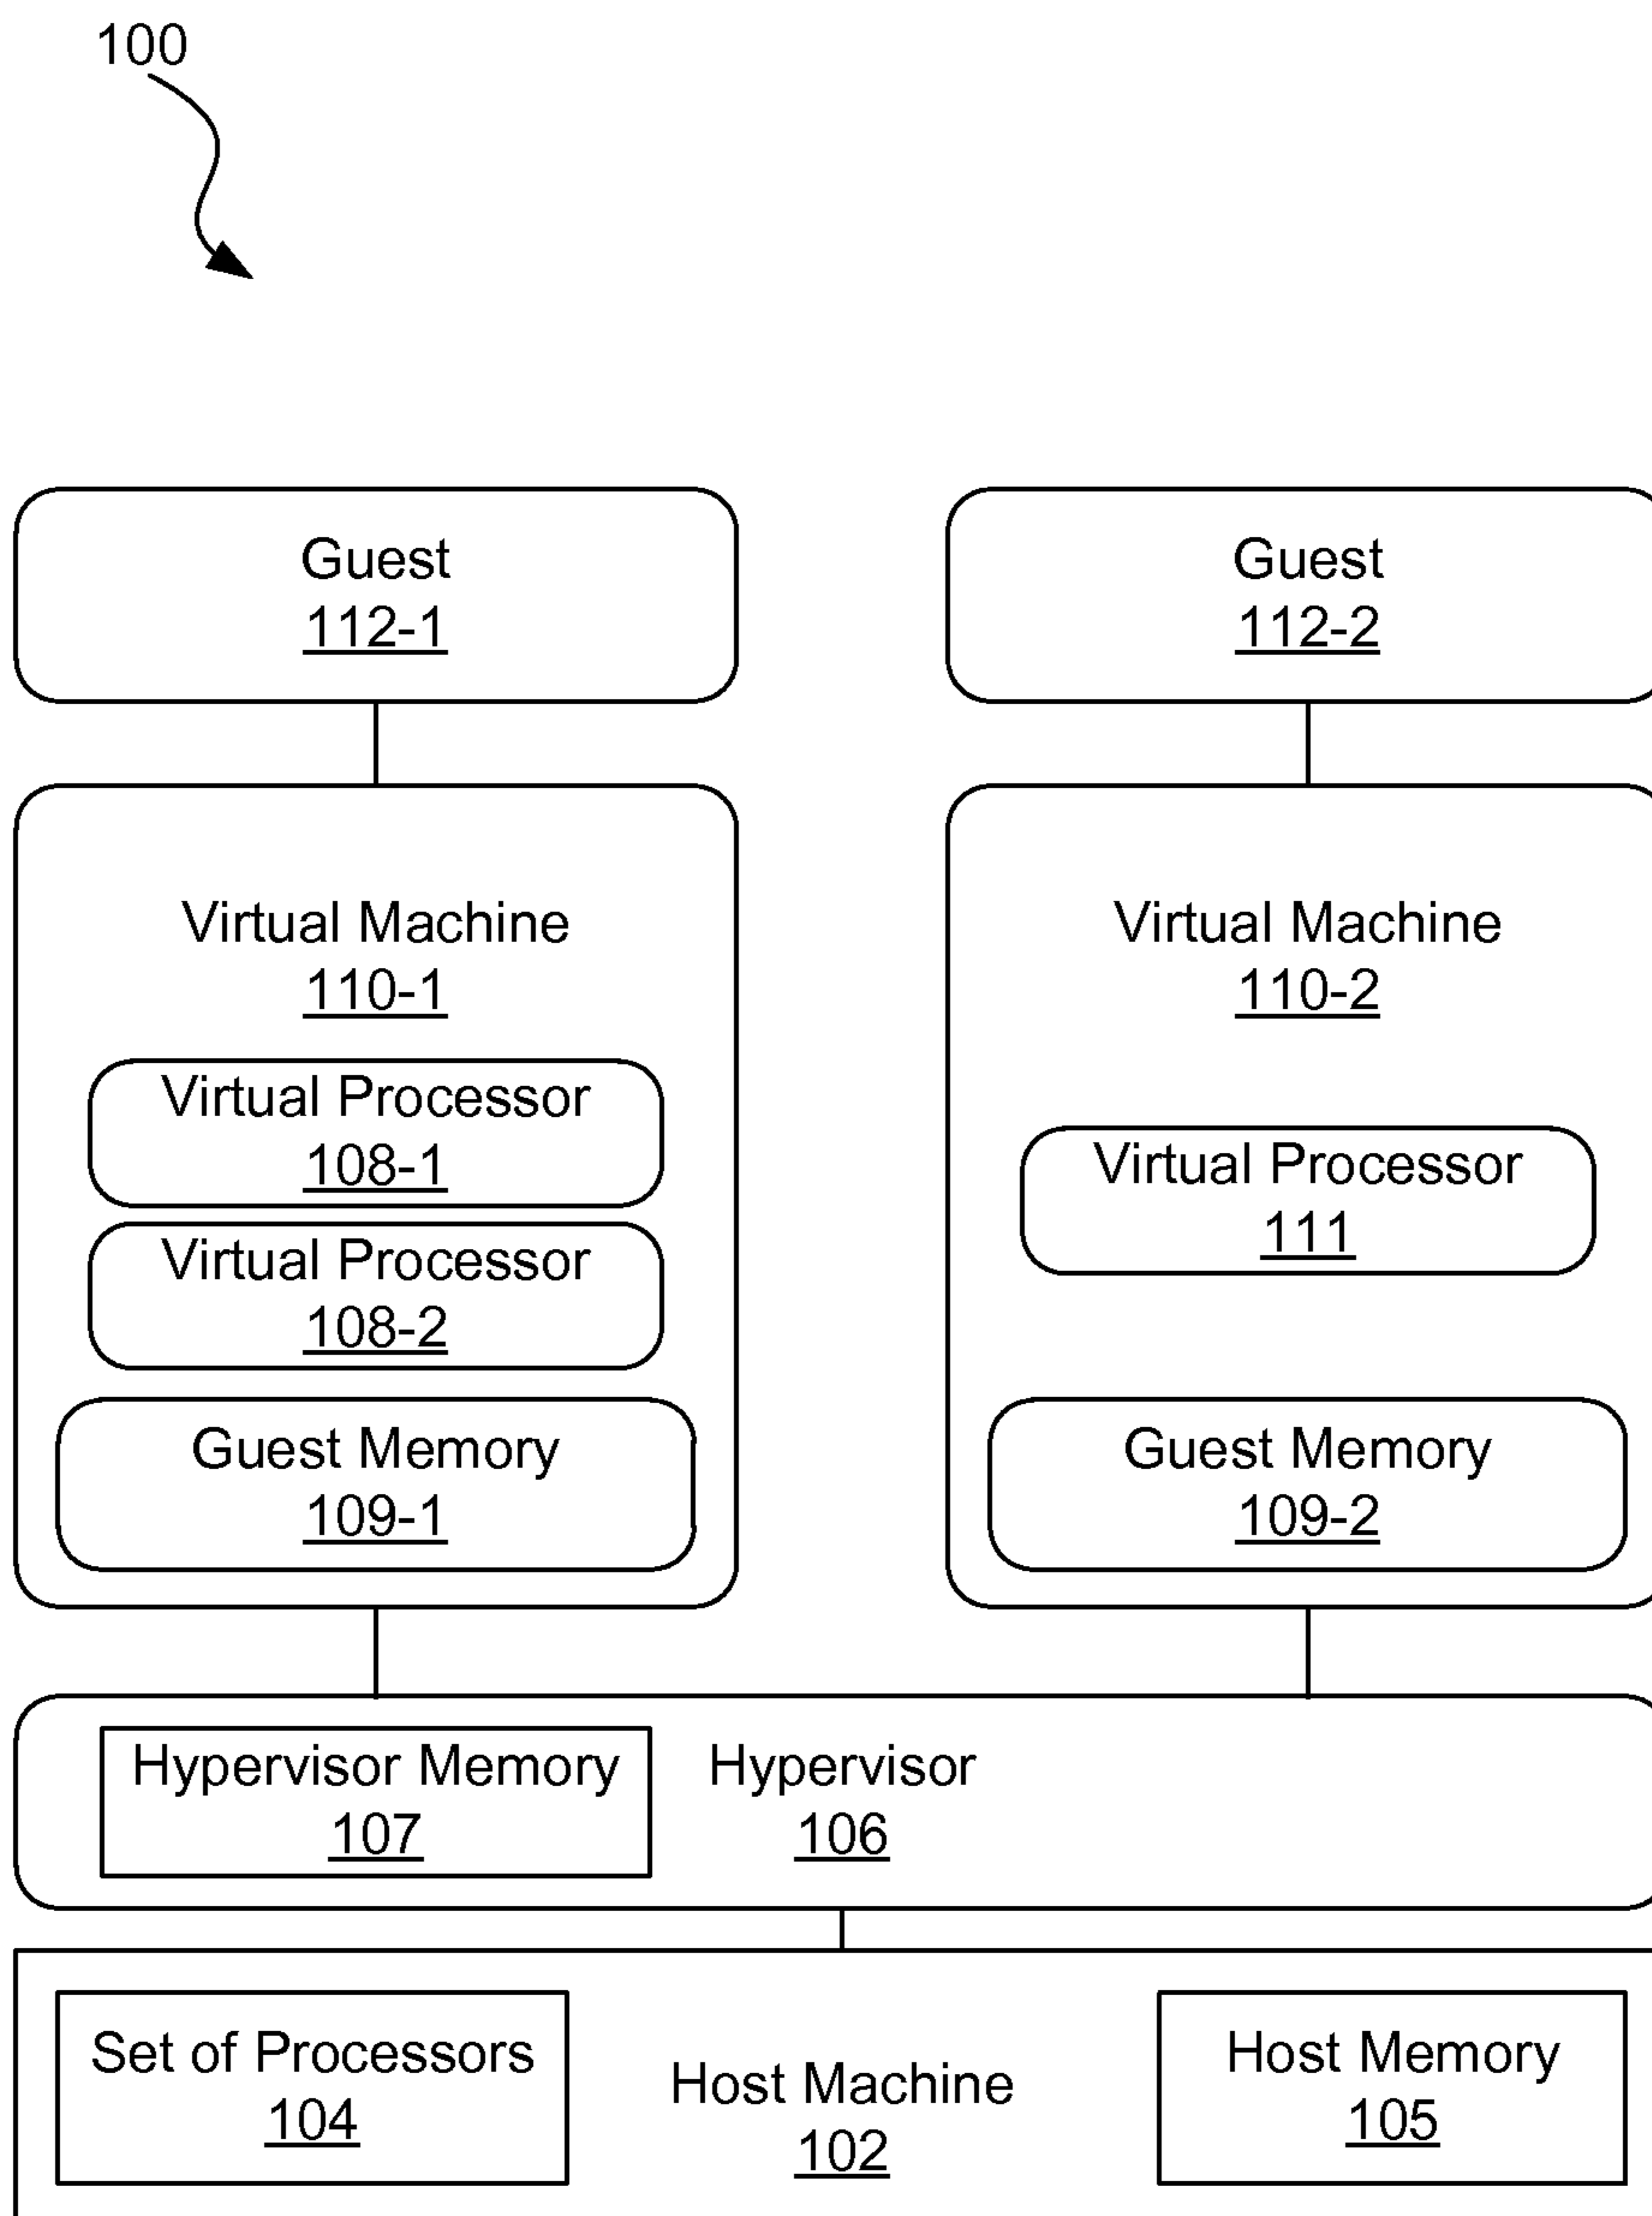 100
Guest
112-1
Guest
112-2
Virtual Machine
110-1
Virtual Processor
108-1
Virtual Processor
108-2
Guest Memory
109-1
Virtual Machine
110-2
Virtual Processor
111
Guest Memory
109-2
Hypervisor Memory
107
Hypervisor
106
Set of Processors
104
Host Machine
102
Host Memory
105